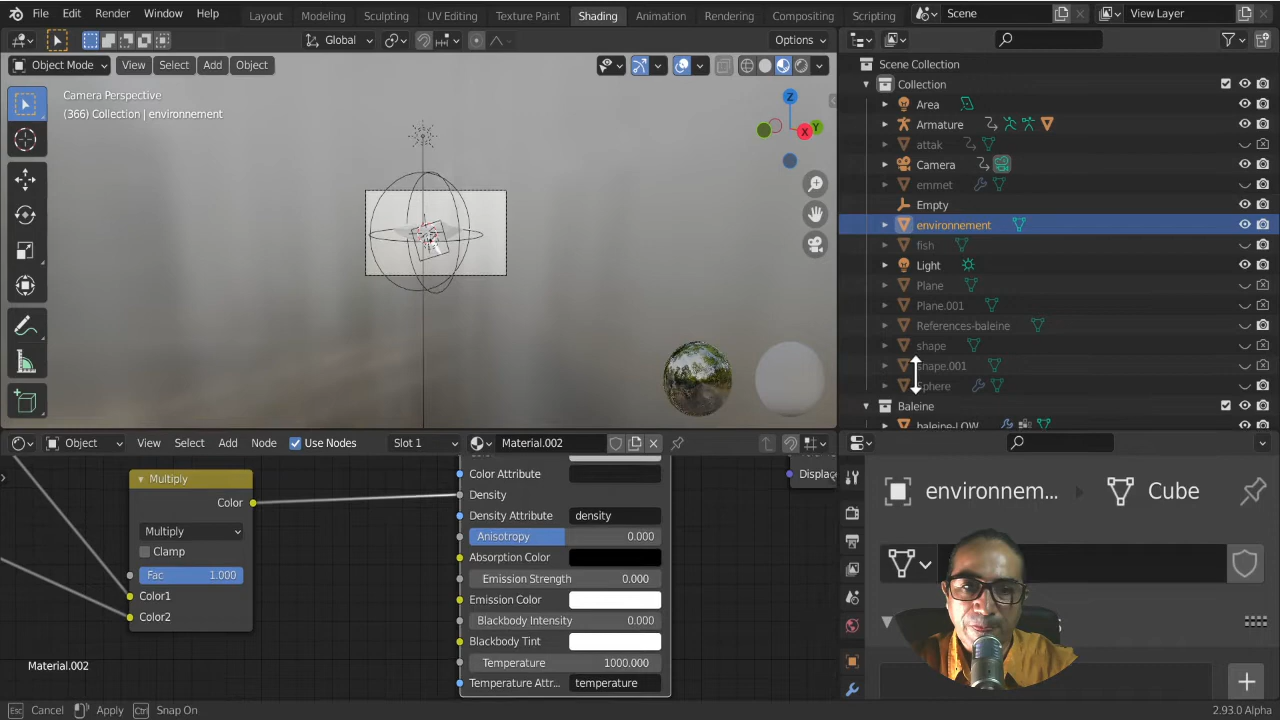 File Edit Render Window Help Layout Modeling Sculpting UV Editing Texture Paint Shading Animation Rendering Compositing Scripting Scene View Layer
Global Options
Object Mode View Select Add Object
Camera Perspective
(366) Collection | environnement
Z
X
Y
Scene Collection
Collection
Area
Armature
attak
Camera
emmet
Empty
environnement
fish
Light
Plane
Plane.001
References-baleine
shape
shape.001
Sphere
Baleine
baleine-LOW
Object View Select Add Node Use Nodes Slot 1 Material.002
Multiply
Color
Multiply
Clamp
Fac 1.000
Color1
Color2
Material.002
Color Attribute
Density
Density Attribute density
Anisotropy 0.000
Absorption Color
Emission Strength 0.000
Emission Color
Blackbody Intensity 0.000
Blackbody Tint
Temperature 1000.000
Temperature Attr... temperature
Displace
environnem... Cube
Esc Cancel Apply Ctrl Snap On 2.93.0 Alpha